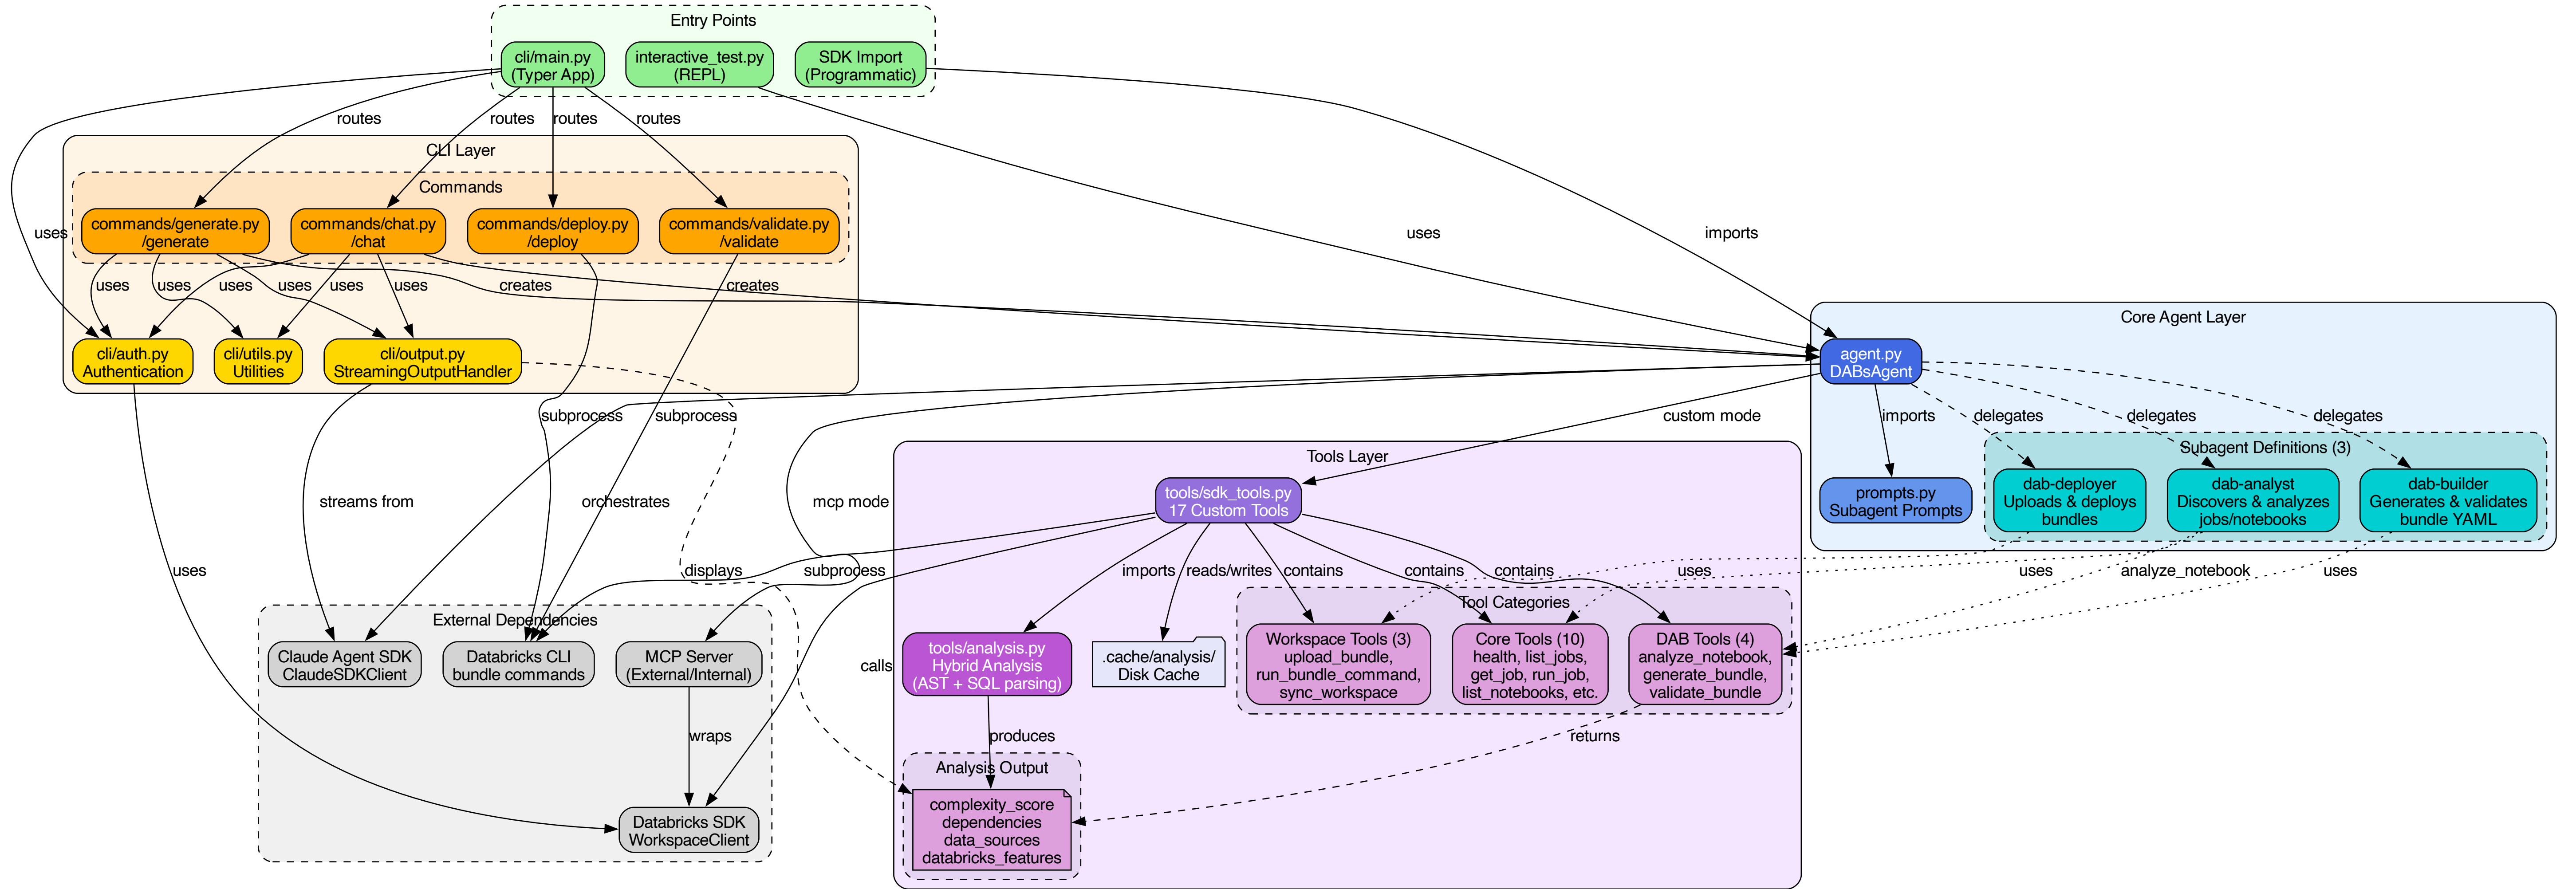 Entry Points
cli/main.py
(Typer App)
interactive_test.py
(REPL)
SDK Import
(Programmatic)
routes
routes
routes
routes
CLI Layer
Commands
commands/generate.py
/generate
commands/chat.py
/chat
commands/deploy.py
/deploy
commands/validate.py
/validate
uses
uses
imports
uses
uses
uses
uses
uses
uses
creates
creates
cli/auth.py
Authentication
cli/utils.py
Utilities
cli/output.py
StreamingOutputHandler
Core Agent Layer
agent.py
DABsAgent
subprocess
subprocess
custom mode
imports
delegates
delegates
delegates
Subagent Definitions (3)
prompts.py
Subagent Prompts
dab-deployer
Uploads & deploys
bundles
dab-analyst
Discovers & analyzes
jobs/notebooks
dab-builder
Generates & validates
bundle YAML
Tools Layer
tools/sdk_tools.py
17 Custom Tools
streams from
orchestrates
mcp mode
uses
displays
subprocess
imports
reads/writes
contains
contains
contains
uses
uses
analyze_notebook
uses
External Dependencies
Claude Agent SDK
ClaudeSDKClient
Databricks CLI
bundle commands
MCP Server
(External/Internal)
calls
tools/analysis.py
Hybrid Analysis
(AST + SQL parsing)
.cache/analysis/
Disk Cache
Tool Categories
Workspace Tools (3)
upload_bundle,
run_bundle_command,
sync_workspace
Core Tools (10)
health, list_jobs,
get_job, run_job,
list_notebooks, etc.
DAB Tools (4)
analyze_notebook,
generate_bundle,
validate_bundle
wraps
produces
returns
Databricks SDK
WorkspaceClient
Analysis Output
complexity_score
dependencies
data_sources
databricks_features